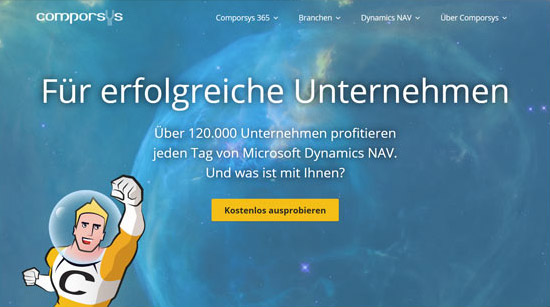 comporsys
Comporsys 365 Branchen Dynamics NAV Über Comporsys
Für erfolgreiche Unternehmen
Über 120.000 Unternehmen profitieren
jeden Tag von Microsoft Dynamics NAV.
Und was ist mit Ihnen?
Kostenlos ausprobieren
C